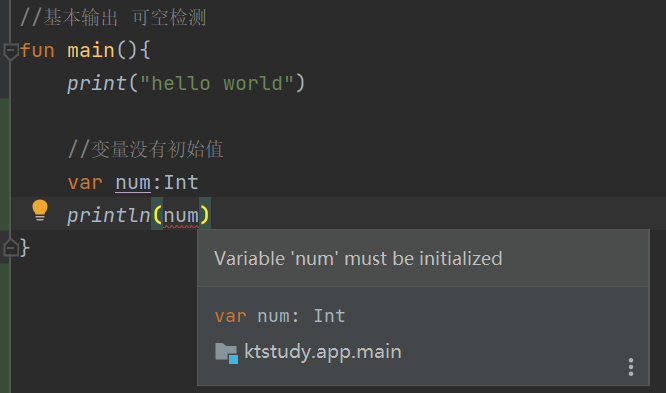 //基本输出 可空检测
fun main(){
print("hello world")
//变量没有初始值
var num:Int
println(num)
}
Variable 'num' must be initialized
var num: Int
ktstudy.app.main